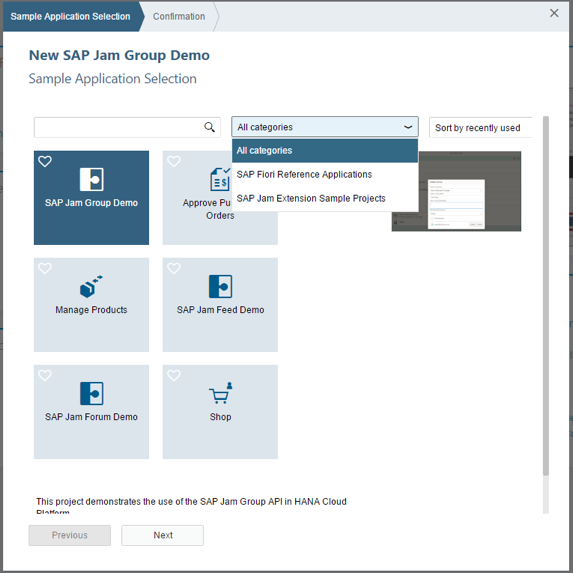 Sample Application Selection
Confirmation
New SAP Jam Group Demo
Sample Application Selection
All categories
Sort by recently used
All categories
SAP Fiori Reference Applications
SAP Jam Extension Sample Projects
SAP Jam Group Demo
Approve Pu
Orders
Manage Products
SAP Jam Feed Demo
SAP Jam Forum Demo
Shop
This project demonstrates the use of the SAP Jam Group API in HANA Cloud
Platform
Previous
Next